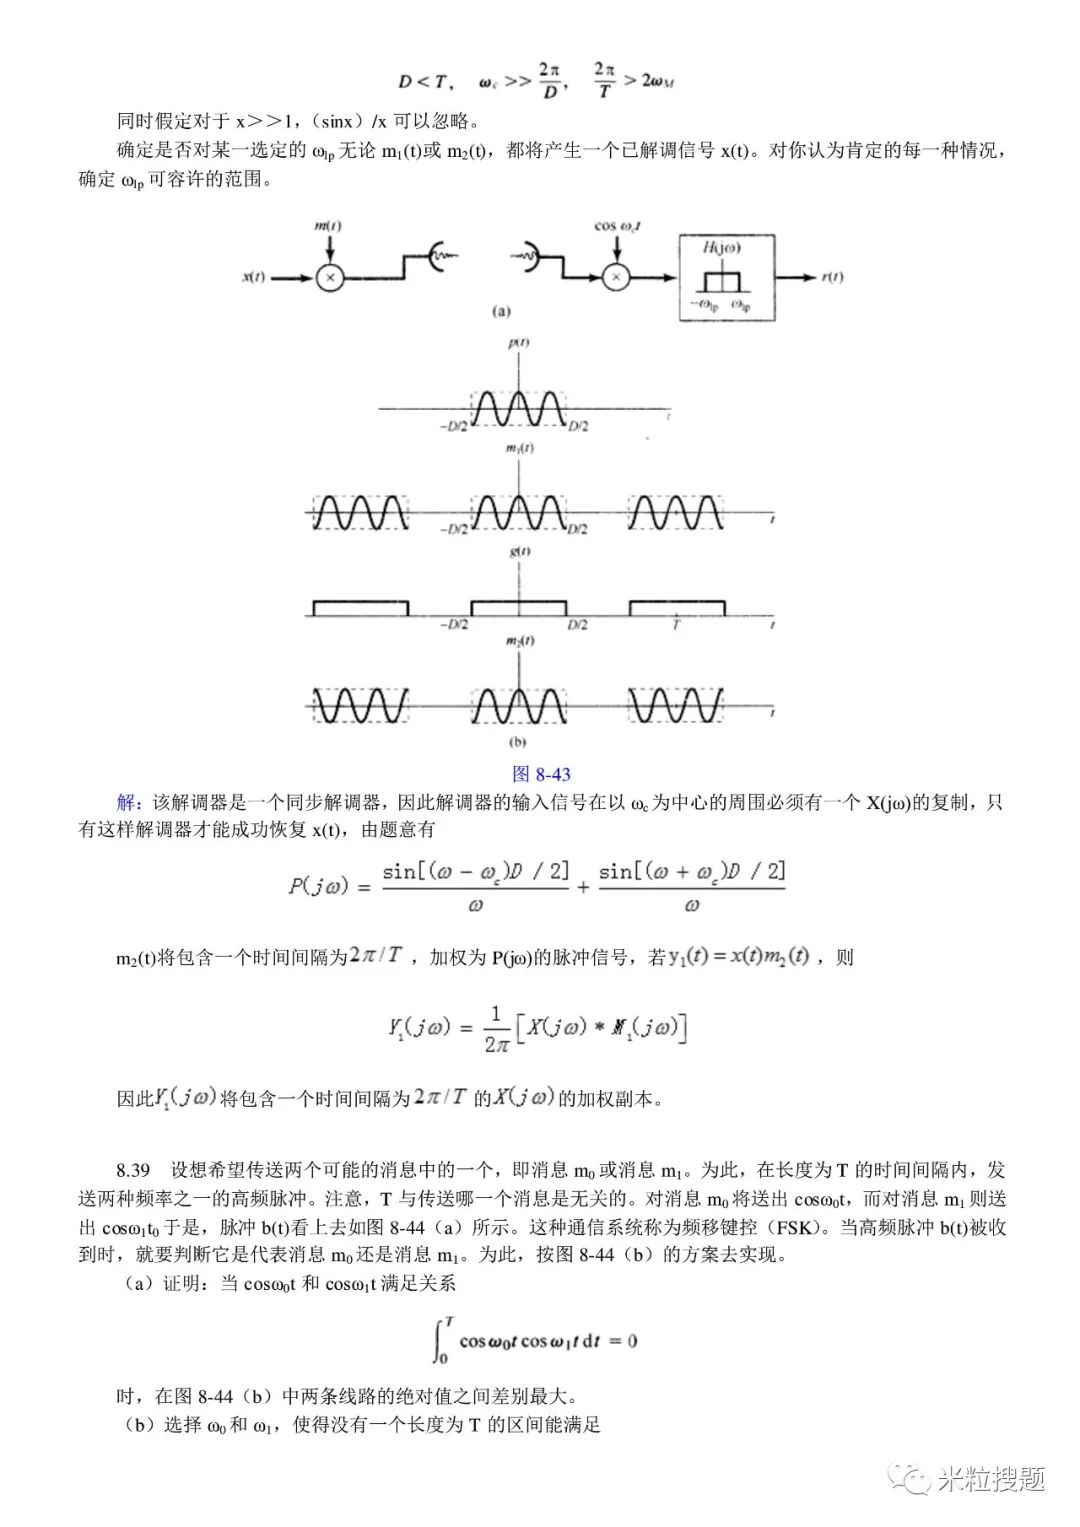 D < T,   ω_c >> 2π/D,   2π/T > 2ω_M
同时假定对于 x＞＞1，（sinx）/x 可以忽略。
确定是否对某一选定的 ω_lp 无论 m₁(t)或 m₂(t)，都将产生一个已解调信号 x(t)。对你认为肯定的每一种情况，
确定 ω_lp 可容许的范围。
m(t)
cos ω_c t
H(jω)
x(t)
×
×
r(t)
-ω_lp ω_lp
(a)
p(t)
-D/2 D/2 t
m₁(t)
-D/2 D/2 t
g(t)
-D/2 D/2 T t
m₂(t)
t
(b)
图 8-43
解：该解调器是一个同步解调器，因此解调器的输入信号在以 ω_c 为中心的周围必须有一个 X(jω)的复制，只
有这样解调器才能成功恢复 x(t)，由题意有
P(jω) = sin[(ω - ω_c)D / 2]/ω + sin[(ω + ω_c)D / 2]/ω
m₂(t)将包含一个时间间隔为2π/T ，加权为 P(jω)的脉冲信号，若y₁(t) = x(t)m₂(t) ，则
Y₁(jω) = 1/2π [X(jω) * M₁(jω)]
因此Y₁(jω)将包含一个时间间隔为 2π/T 的X(jω)的加权副本。
8.39 设想希望传送两个可能的消息中的一个，即消息 m₀ 或消息 m₁。为此，在长度为 T 的时间间隔内，发
送两种频率之一的高频脉冲。注意，T 与传送哪一个消息是无关的。对消息 m₀ 将送出 cosω₀t，而对消息 m₁ 则送
出 cosω₁t₀ 于是，脉冲 b(t)看上去如图 8-44（a）所示。这种通信系统称为频移键控（FSK）。当高频脉冲 b(t)被收
到时，就要判断它是代表消息 m₀ 还是消息 m₁。为此，按图 8-44（b）的方案去实现。
（a）证明：当 cosω₀t 和 cosω₁t 满足关系
∫₀ᵀ cos ω₀t cos ω₁t dt = 0
时，在图 8-44（b）中两条线路的绝对值之间差别最大。
（b）选择 ω₀ 和 ω₁，使得没有一个长度为 T 的区间能满足
米粒搜题